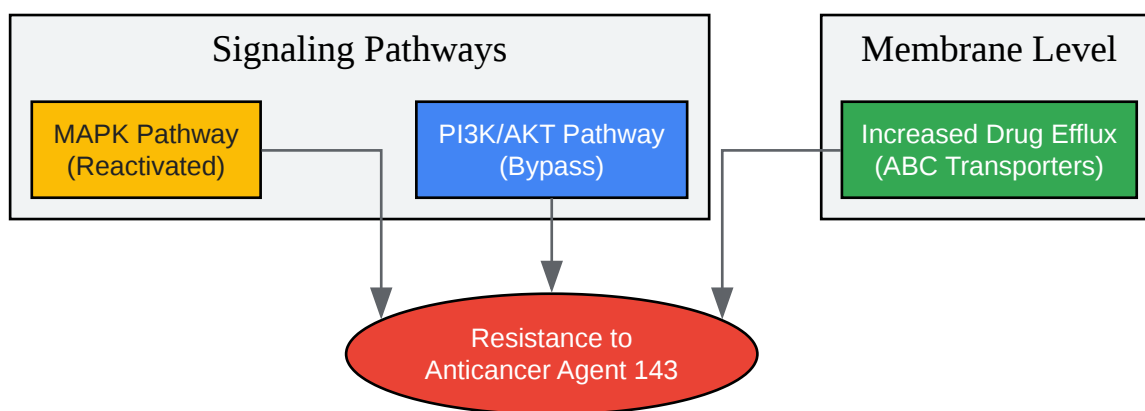 Signaling Pathways
MAPK Pathway
(Reactivated)
PI3K/AKT Pathway
(Bypass)
Membrane Level
Increased Drug Efflux
(ABC Transporters)
Resistance to
Anticancer Agent 143